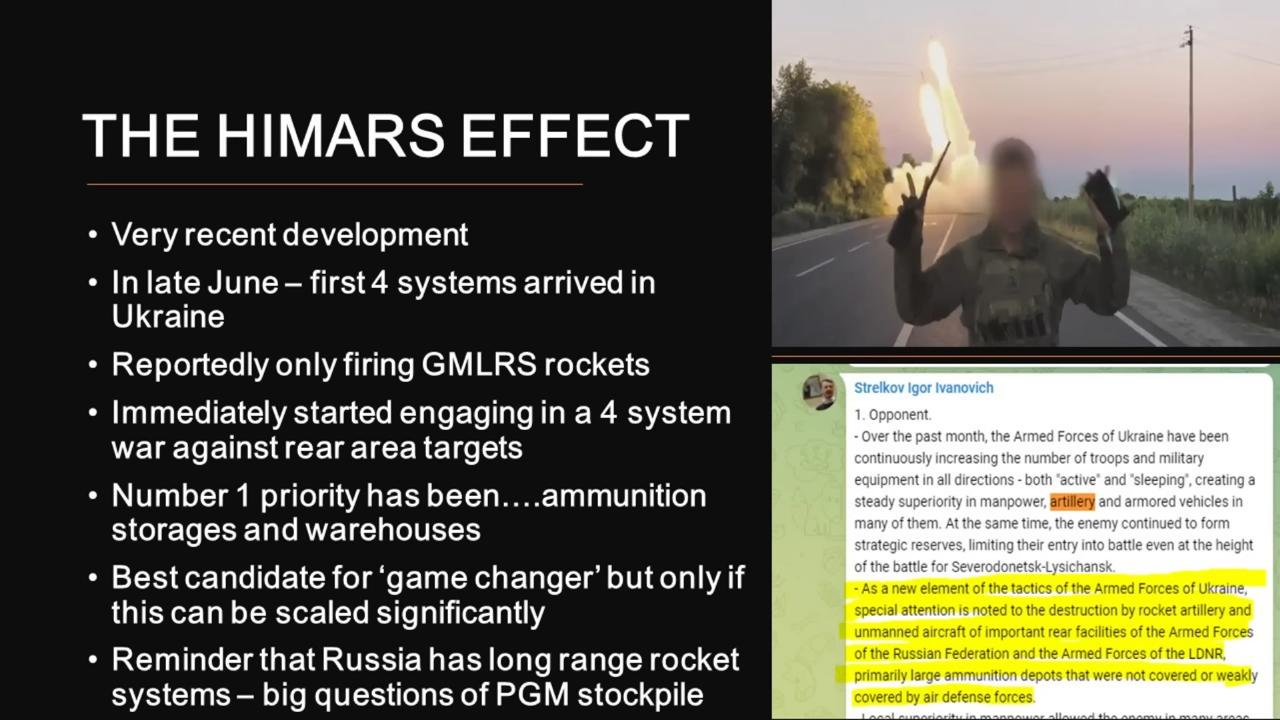 THE HIMARS EFFECT
• Very recent development
• In late June – first 4 systems arrived in
Ukraine
• Reportedly only firing GMLRS rockets
• Immediately started engaging in a 4 system
war against rear area targets
• Number 1 priority has been....ammunition
storages and warehouses
• Best candidate for ‘game changer’ but only if
this can be scaled significantly
• Reminder that Russia has long range rocket
systems – big questions of PGM stockpile
Strelkov Igor Ivanovich
1. Opponent.
- Over the past month, the Armed Forces of Ukraine have been
continuously increasing the number of troops and military
equipment in all directions - both "active" and "sleeping", creating a
steady superiority in manpower, artillery and armored vehicles in
many of them. At the same time, the enemy continued to form
strategic reserves, limiting their entry into battle even at the height
of the battle for Severodonetsk-Lysichansk.
- As a new element of the tactics of the Armed Forces of Ukraine,
special attention is noted to the destruction by rocket artillery and
unmanned aircraft of important rear facilities of the Armed Forces
of the Russian Federation and the Armed Forces of the LDNR,
primarily large ammunition depots that were not covered or weakly
covered by air defense forces.
- Local superiority in manpower allowed the enemy in many areas